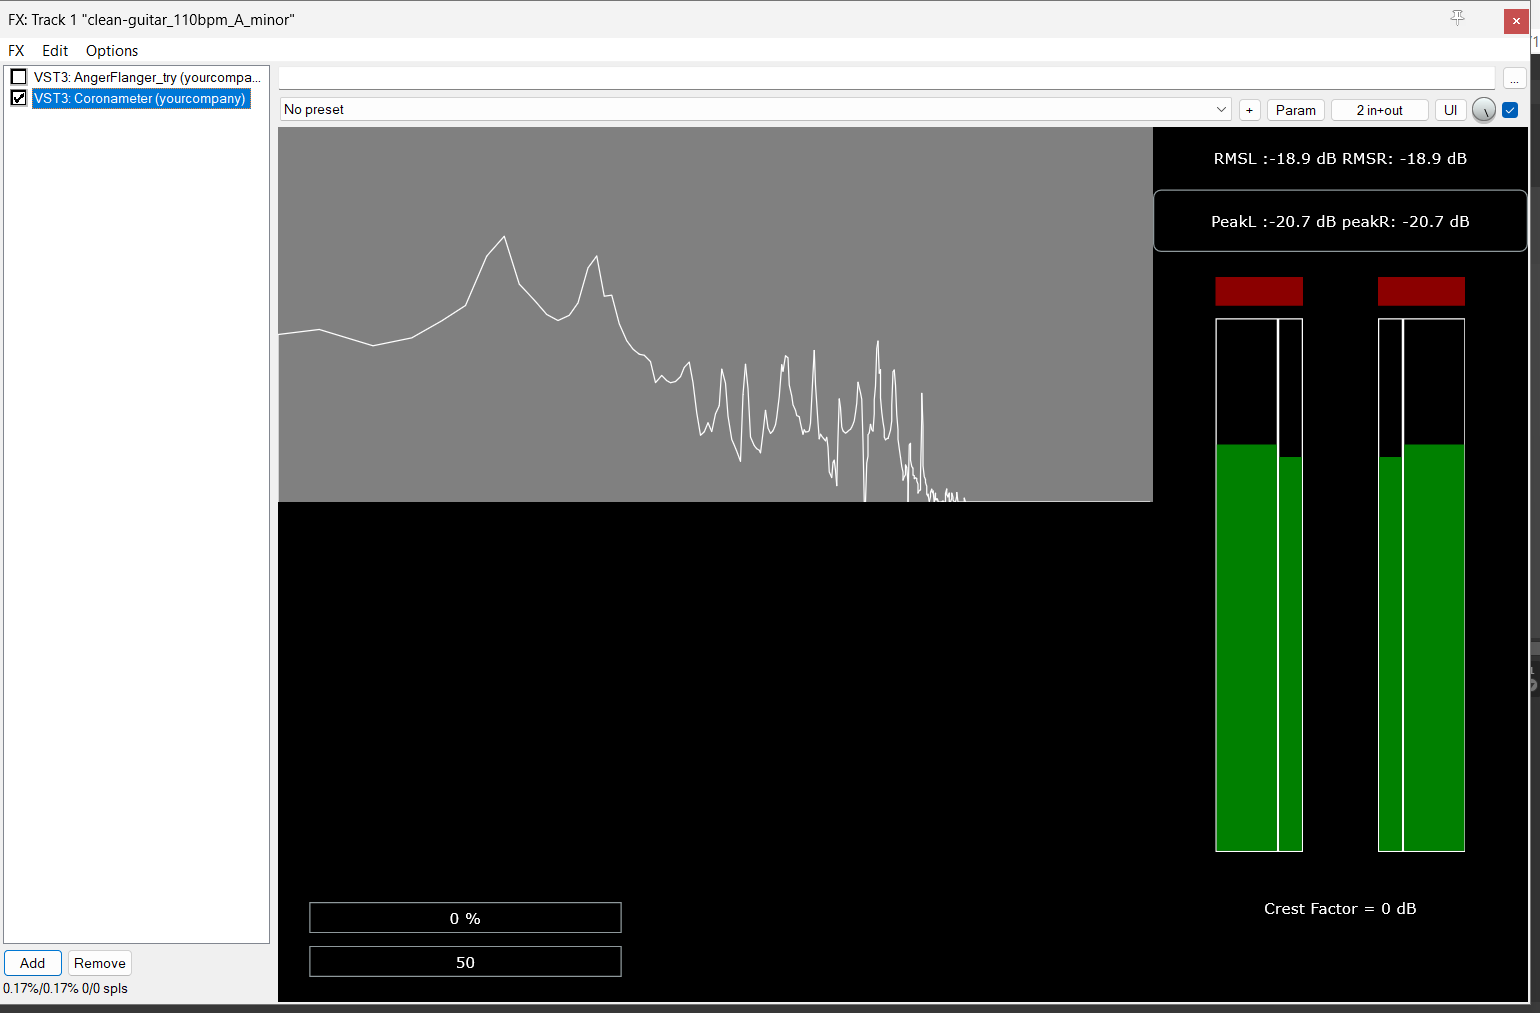 FX: Track 1 "clean-guitar_110bpm_A_minor"
FX Edit Options
VST3: AngerFlanger_try (yourcompa...
VST3: Coronameter (yourcompany)
...
No preset
+ Param 2 in+out UI
RMSL :-18.9 dB RMSR: -18.9 dB
PeakL :-20.7 dB peakR: -20.7 dB
Crest Factor = 0 dB
0 %
50
Add Remove
0.17%/0.17% 0/0 spls